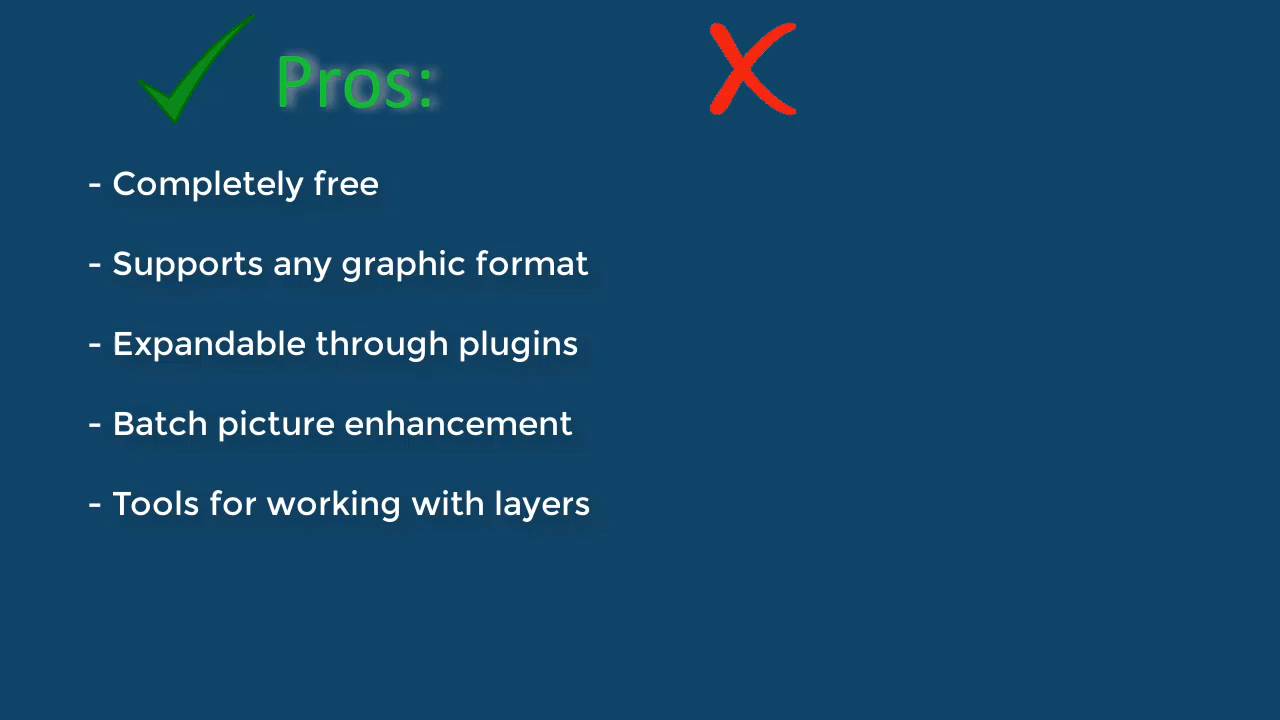 Pros:
- Completely free
- Supports any graphic format
- Expandable through plugins
- Batch picture enhancement
- Tools for working with layers